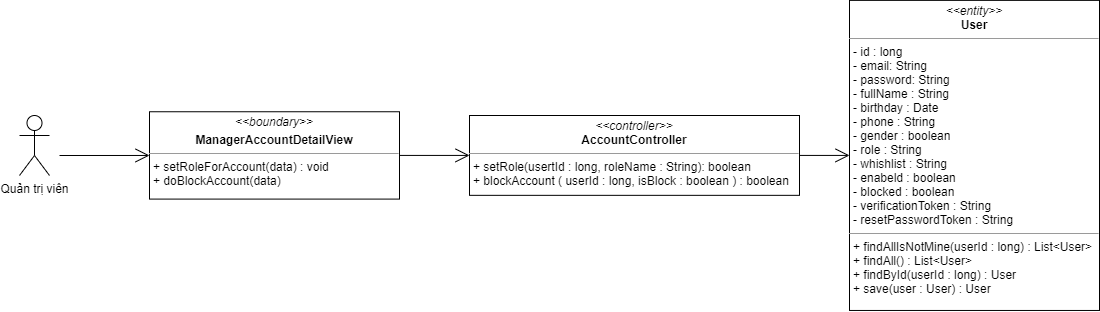 Quản trị viên
<<boundary>>
ManagerAccountDetailView
+ setRoleForAccount(data) : void
+ doBlockAccount(data)
<<controller>>
AccountController
+ setRole(usertId : long, roleName : String): boolean
+ blockAccount ( userId : long, isBlock : boolean ) : boolean
<<entity>>
User
- id : long
- email: String
- password: String
- fullName : String
- birthday : Date
- phone : String
- gender : boolean
- role : String
- whishlist : String
- enabeld : boolean
- blocked : boolean
- verificationToken : String
- resetPasswordToken : String
+ findAllIsNotMine(userId : long) : List<User>
+ findAll() : List<User>
+ findById(userId : long) : User
+ save(user : User) : User